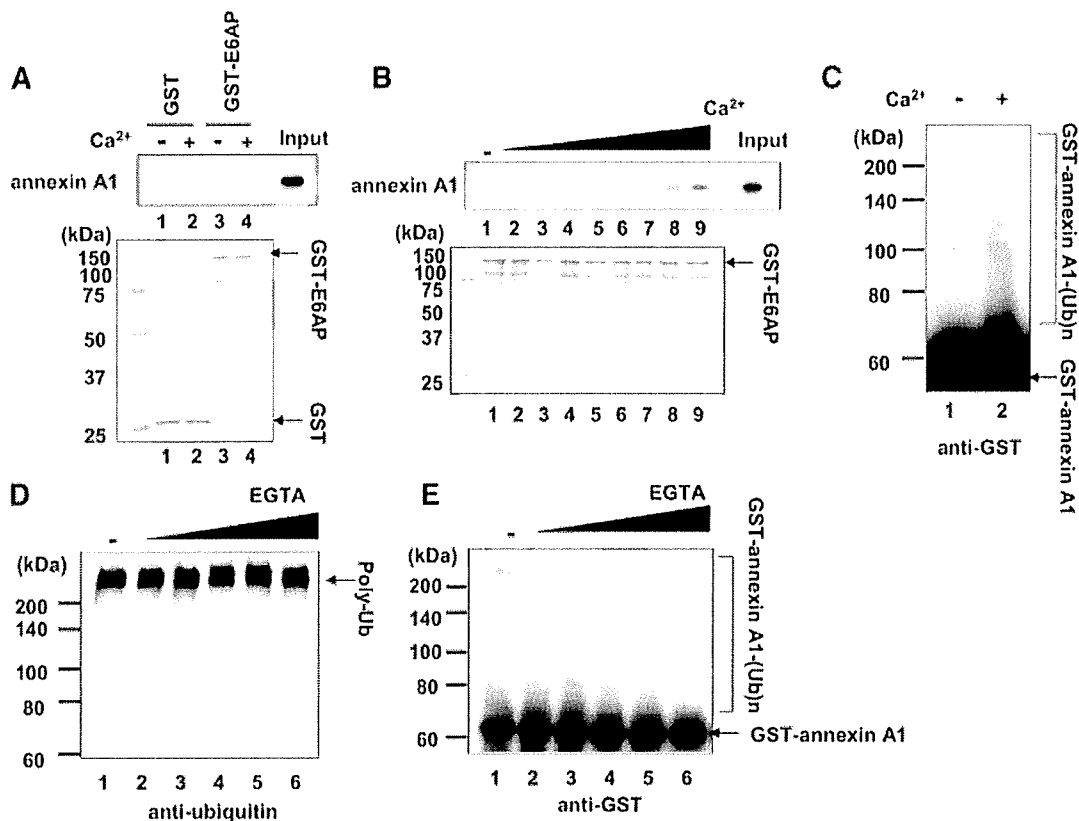 A
GST
GST-E6AP
Ca²⁺ - + - + Input
annexin A1
1 2 3 4
(kDa)
150
100
75
50
37
25
GST-E6AP
GST
1 2 3 4
B
Ca²⁺
- Input
annexin A1
1 2 3 4 5 6 7 8 9
(kDa)
150
100
75
50
37
25
GST-E6AP
1 2 3 4 5 6 7 8 9
C
Ca²⁺ - +
(kDa)
200
140
100
80
60
GST-annexin A1-(Ub)n
GST-annexin A1
1 2
anti-GST
D
EGTA
-
(kDa)
200
140
100
80
60
Poly-Ub
1 2 3 4 5 6
anti-ubiquitin
E
EGTA
-
(kDa)
200
140
100
80
60
GST-annexin A1-(Ub)n
GST-annexin A1
1 2 3 4 5 6
anti-GST